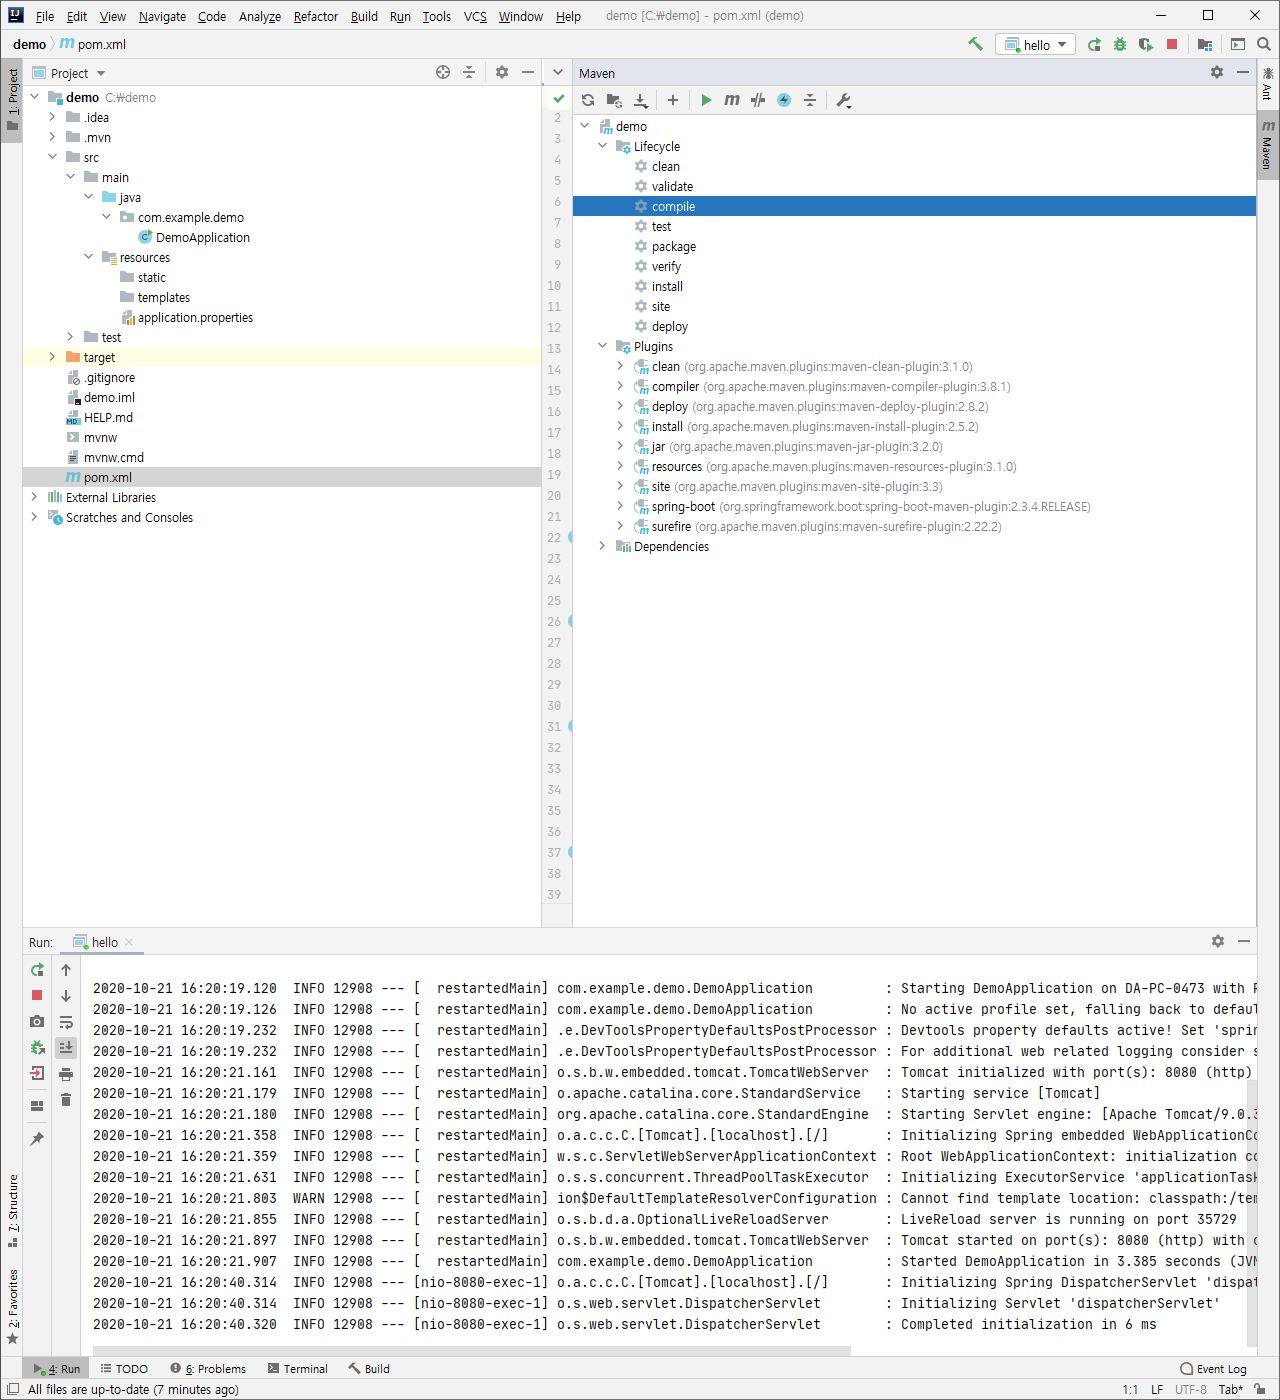 File Edit View Navigate Code Analyze Refactor Build Run Tools VCS Window Help demo [C:₩demo] - pom.xml (demo)
demo m pom.xml hello
1: Project
Project
demo C:₩demo
.idea
.mvn
src
main
java
com.example.demo
DemoApplication
resources
static
templates
application.properties
test
target
.gitignore
demo.iml
HELP.md
mvnw
mvnw.cmd
pom.xml
External Libraries
Scratches and Consoles
2
3
4
5
6
7
8
9
10
11
12
13
14
15
16
17
18
19
20
21
22
23
24
25
26
27
28
29
30
31
32
33
34
35
36
37
38
39
Maven
demo
Lifecycle
clean
validate
compile
test
package
verify
install
site
deploy
Plugins
clean (org.apache.maven.plugins:maven-clean-plugin:3.1.0)
compiler (org.apache.maven.plugins:maven-compiler-plugin:3.8.1)
deploy (org.apache.maven.plugins:maven-deploy-plugin:2.8.2)
install (org.apache.maven.plugins:maven-install-plugin:2.5.2)
jar (org.apache.maven.plugins:maven-jar-plugin:3.2.0)
resources (org.apache.maven.plugins:maven-resources-plugin:3.1.0)
site (org.apache.maven.plugins:maven-site-plugin:3.3)
spring-boot (org.springframework.boot:spring-boot-maven-plugin:2.3.4.RELEASE)
surefire (org.apache.maven.plugins:maven-surefire-plugin:2.22.2)
Dependencies
Ant
Maven
Run: hello
2020-10-21 16:20:19.120 INFO 12908 --- [ restartedMain] com.example.demo.DemoApplication : Starting DemoApplication on DA-PC-0473 with P
2020-10-21 16:20:19.126 INFO 12908 --- [ restartedMain] com.example.demo.DemoApplication : No active profile set, falling back to defaul
2020-10-21 16:20:19.232 INFO 12908 --- [ restartedMain] .e.DevToolsPropertyDefaultsPostProcessor : Devtools property defaults active! Set 'sprin
2020-10-21 16:20:19.232 INFO 12908 --- [ restartedMain] .e.DevToolsPropertyDefaultsPostProcessor : For additional web related logging consider s
2020-10-21 16:20:21.161 INFO 12908 --- [ restartedMain] o.s.b.w.embedded.tomcat.TomcatWebServer : Tomcat initialized with port(s): 8080 (http)
2020-10-21 16:20:21.179 INFO 12908 --- [ restartedMain] o.apache.catalina.core.StandardService : Starting service [Tomcat]
2020-10-21 16:20:21.180 INFO 12908 --- [ restartedMain] org.apache.catalina.core.StandardEngine : Starting Servlet engine: [Apache Tomcat/9.0.3
2020-10-21 16:20:21.358 INFO 12908 --- [ restartedMain] o.a.c.c.C.[Tomcat].[localhost].[/] : Initializing Spring embedded WebApplicationCo
2020-10-21 16:20:21.359 INFO 12908 --- [ restartedMain] w.s.c.ServletWebServerApplicationContext : Root WebApplicationContext: initialization co
2020-10-21 16:20:21.631 INFO 12908 --- [ restartedMain] o.s.s.concurrent.ThreadPoolTaskExecutor : Initializing ExecutorService 'applicationTask
2020-10-21 16:20:21.803 WARN 12908 --- [ restartedMain] ion$DefaultTemplateResolverConfiguration : Cannot find template location: classpath:/tem
2020-10-21 16:20:21.855 INFO 12908 --- [ restartedMain] o.s.b.d.a.OptionalLiveReloadServer : LiveReload server is running on port 35729
2020-10-21 16:20:21.897 INFO 12908 --- [ restartedMain] o.s.b.w.embedded.tomcat.TomcatWebServer : Tomcat started on port(s): 8080 (http) with c
2020-10-21 16:20:21.907 INFO 12908 --- [ restartedMain] com.example.demo.DemoApplication : Started DemoApplication in 3.385 seconds (JVM
2020-10-21 16:20:40.314 INFO 12908 --- [nio-8080-exec-1] o.a.c.c.C.[Tomcat].[localhost].[/] : Initializing Spring DispatcherServlet 'dispat
2020-10-21 16:20:40.314 INFO 12908 --- [nio-8080-exec-1] o.s.web.servlet.DispatcherServlet : Initializing Servlet 'dispatcherServlet'
2020-10-21 16:20:40.320 INFO 12908 --- [nio-8080-exec-1] o.s.web.servlet.DispatcherServlet : Completed initialization in 6 ms
7: Structure
2: Favorites
4: Run TODO 6: Problems Terminal Build Event Log
All files are up-to-date (7 minutes ago) 1:1 LF UTF-8 Tab*